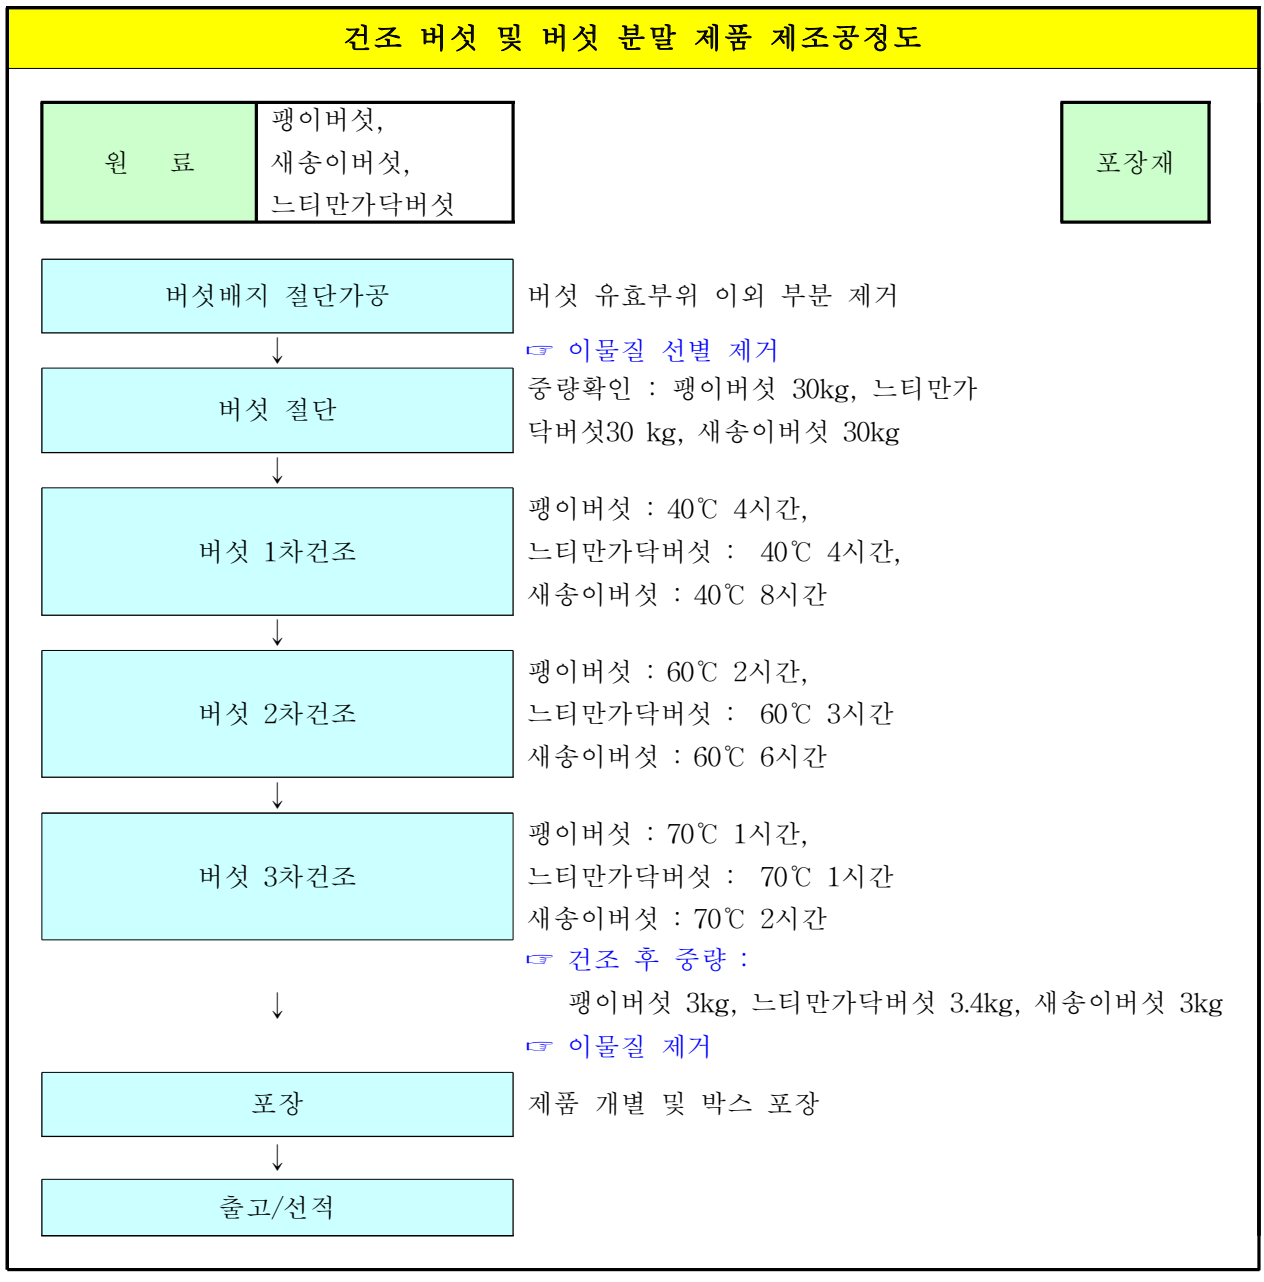 건조 버섯 및 버섯 분말 제품 제조공정도
원 료
팽이버섯,
새송이버섯,
느티만가닥버섯
포장재
버섯배지 절단가공
버섯 유효부위 이외 부분 제거
↓
☞ 이물질 선별 제거
버섯 절단
중량확인 : 팽이버섯 30kg, 느티만가
닥버섯30 kg, 새송이버섯 30kg
↓
버섯 1차건조
팽이버섯 : 40℃ 4시간,
느티만가닥버섯 : 40℃ 4시간,
새송이버섯 : 40℃ 8시간
↓
버섯 2차건조
팽이버섯 : 60℃ 2시간,
느티만가닥버섯 : 60℃ 3시간
새송이버섯 : 60℃ 6시간
↓
버섯 3차건조
팽이버섯 : 70℃ 1시간,
느티만가닥버섯 : 70℃ 1시간
새송이버섯 : 70℃ 2시간
☞ 건조 후 중량 :
↓
팽이버섯 3kg, 느티만가닥버섯 3.4kg, 새송이버섯 3kg
☞ 이물질 제거
포장
제품 개별 및 박스 포장
↓
출고/선적